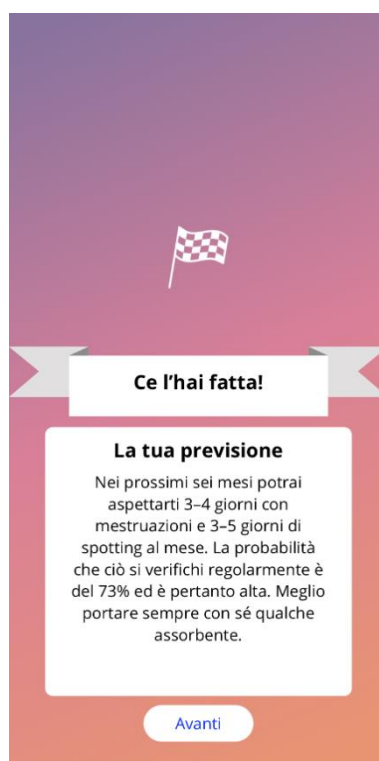 Ce l'hai fatta!
La tua previsione
Nei prossimi sei mesi potrai
aspettarti 3–4 giorni con
mestruazioni e 3–5 giorni di
spotting al mese. La probabilità
che ciò si verifichi regolarmente è
del 73% ed è pertanto alta. Meglio
portare sempre con sé qualche
assorbente.
Avanti